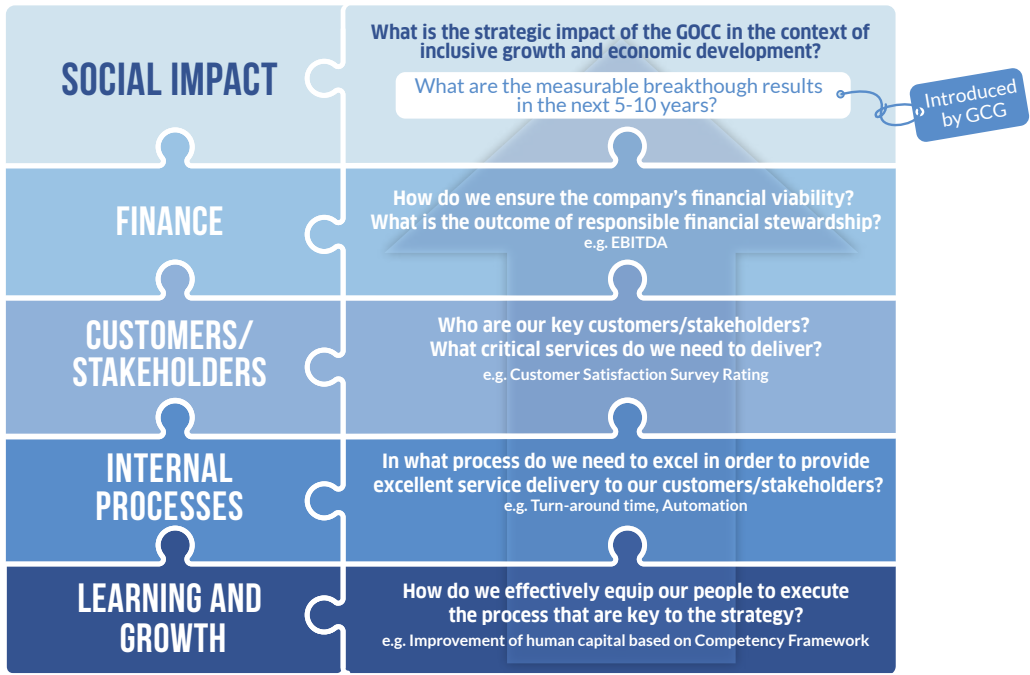 SOCIAL IMPACT
What is the strategic impact of the GOCC in the context of
inclusive growth and economic development?
What are the measurable breakthough results
in the next 5-10 years?
Introduced
by GCG
FINANCE
How do we ensure the company's financial viability?
What is the outcome of responsible financial stewardship?
e.g. EBITDA
CUSTOMERS/
STAKEHOLDERS
Who are our key customers/stakeholders?
What critical services do we need to deliver?
e.g. Customer Satisfaction Survey Rating
INTERNAL
PROCESSES
In what process do we need to excel in order to provide
excellent service delivery to our customers/stakeholders?
e.g. Turn-around time, Automation
LEARNING AND
GROWTH
How do we effectively equip our people to execute
the process that are key to the strategy?
e.g. Improvement of human capital based on Competency Framework